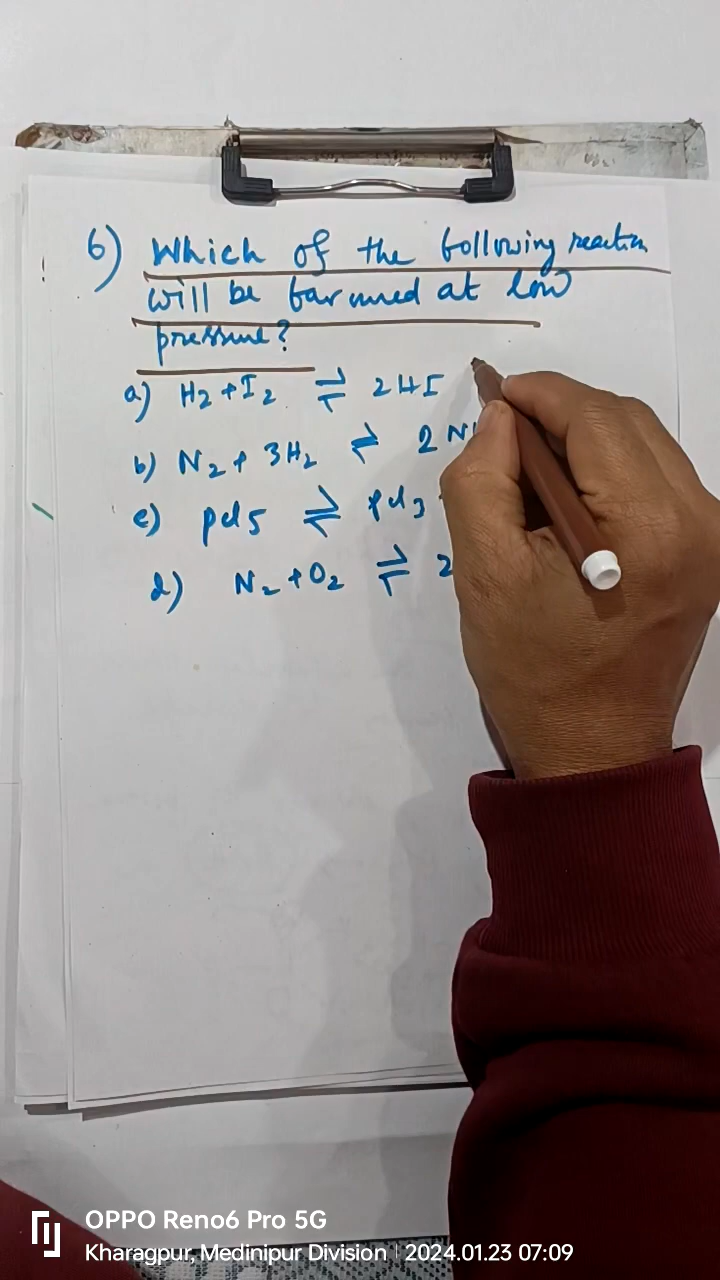 6) Which of the following reaction
will be favoured at low
pressure?
a) H₂ + I₂ ⇌ 2HI
b) N₂ + 3H₂ ⇌ 2 N
c) pcl5 ⇌ pcl3
d) N₂ + O₂ ⇌ 2
OPPO Reno6 Pro 5G
Kharagpur, Medinipur Division | 2024.01.23 07:09